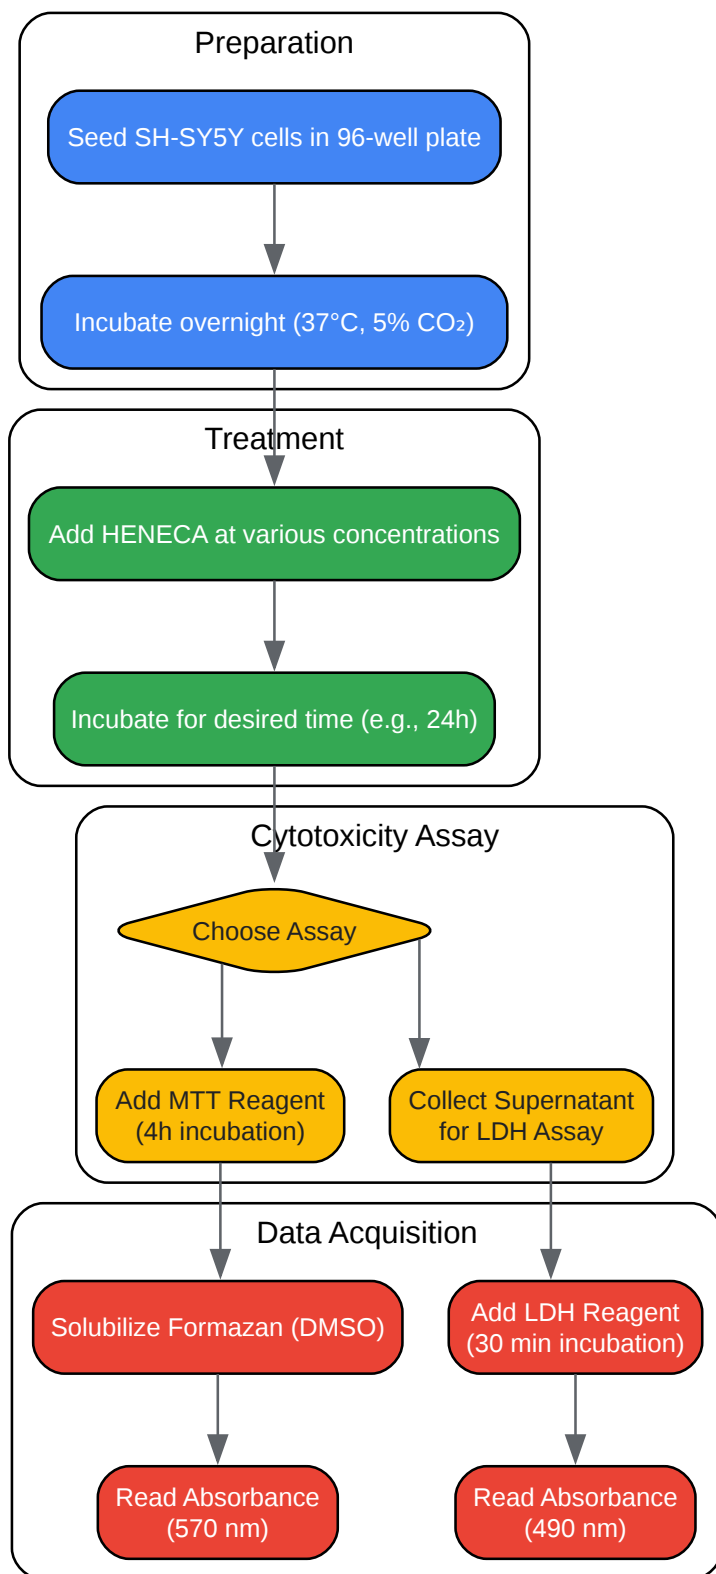 Preparation
Seed SH-SY5Y cells in 96-well plate
Incubate overnight (37°C, 5% CO₂)
Treatment
Add HENECA at various concentrations
Incubate for desired time (e.g., 24h)
Cytotoxicity Assay
Choose Assay
Add MTT Reagent
(4h incubation)
Collect Supernatant
for LDH Assay
Data Acquisition
Solubilize Formazan (DMSO)
Add LDH Reagent
(30 min incubation)
Read Absorbance
(570 nm)
Read Absorbance
(490 nm)